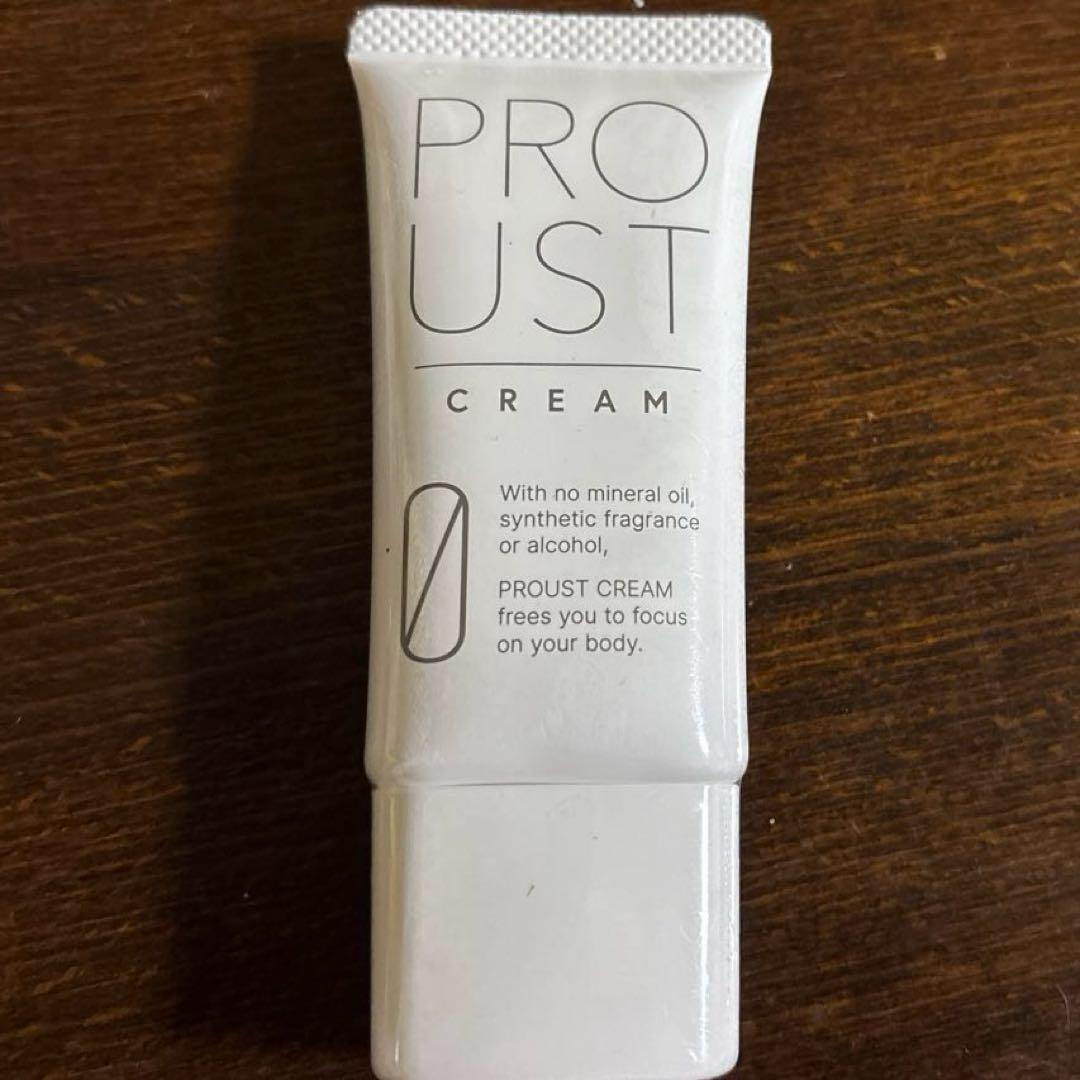 PRO
UST
CREAM
0
With no mineral oil,
synthetic fragrance
or alcohol,
PROUST CREAM
frees you to focus
on your body.